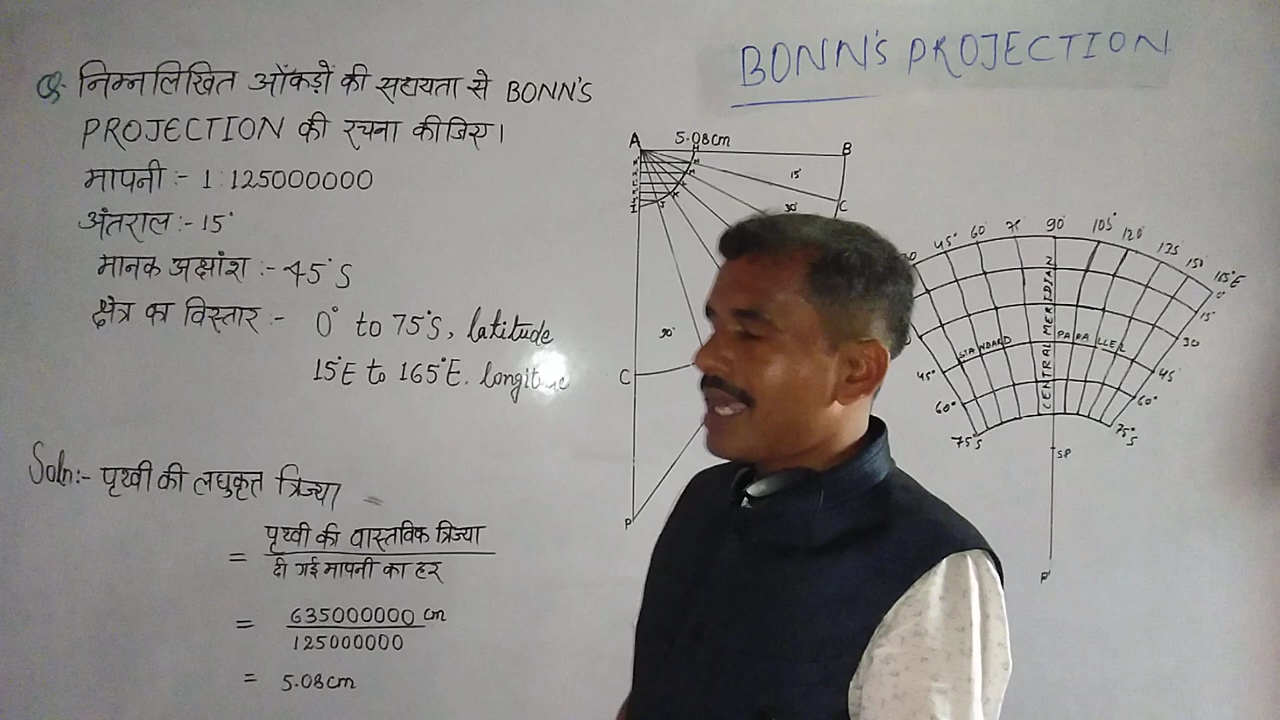 BONN'S PROJECTION
Q. निम्नलिखित आँकड़ों की सहायता से BONN'S
PROJECTION की रचना कीजिए।
मापनी :- 1:125000000
अंतराल :- 15°
मानक अक्षांश :- 45°S
क्षेत्र का विस्तार :- 0° to 75°S, latitude
15°E to 165°E. longitude
Soln:- पृथ्वी की लघुकृत त्रिज्या =
= पृथ्वी की वास्तविक त्रिज्या
दी गई मापनी का हर
= 635000000 cm
125000000
= 5.08cm
A 5.08cm B
15°
30° C
90°
C
P
45° 60° 75 90° 105° 120° 135 150 165°E
0°
15°
30
45
60°
75°S
45°
60°
75°S
STANDARD PARALLEL
CENTRAL MERIDIAN
SP
P'